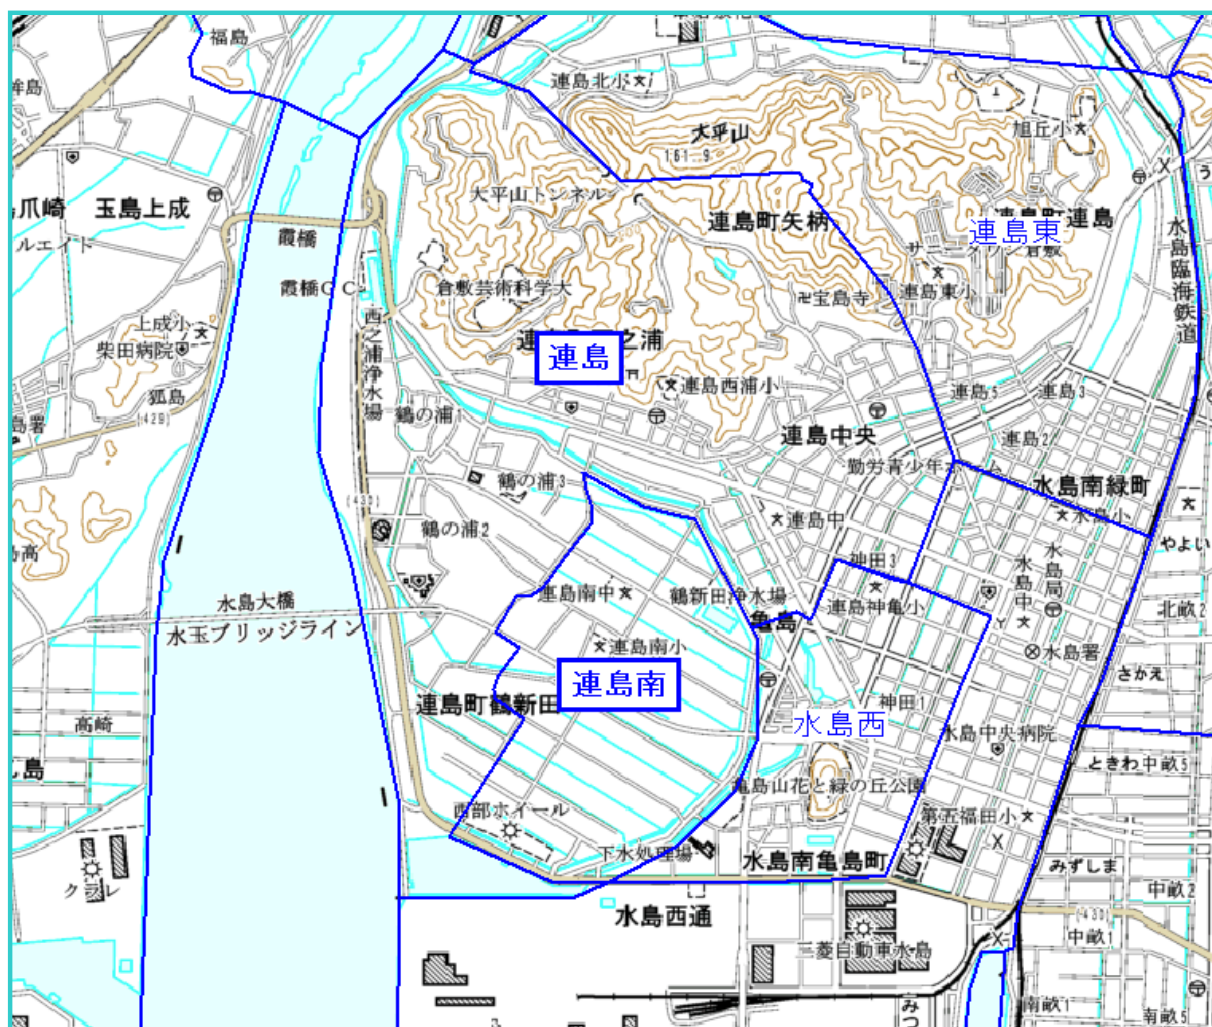 福島
連島北小
大平山
161.9
旭丘小
大平山トンネル
爪崎
玉島上成
連島町矢柄
連島町連島
連島東
霞橋
水島臨海鉄道
霞橋GC
倉敷芸術科学大
卍宝島寺
連島東小
上成小
柴田病院
西之浦浄水場
連島
連島西浦小
狐島
(429)
鶴の浦1
連島5
連島3
連島中央
連島2
勤労青少年
鶴の浦3
水島南緑町
(430)
鶴の浦2
連島中
水島小
やよい
神田3
水島中
水島局
水島大橋
水玉ブリッジライン
連島南中
鶴新田浄水場
連島神亀小
北畝2
亀島
連島南小
水島署
さかえ
連島南
連島町鶴新田
神田1
水島西
高崎
水島中央病院
ときわ
中畝5
亀島山花と緑の丘公園
西部ホイール
第五福田小
下水処理場
水島南亀島町
みずしま
クラレ
中畝2
水島西通
(430)
中畝1
三菱自動車水島
南畝1
南畝5
みつ